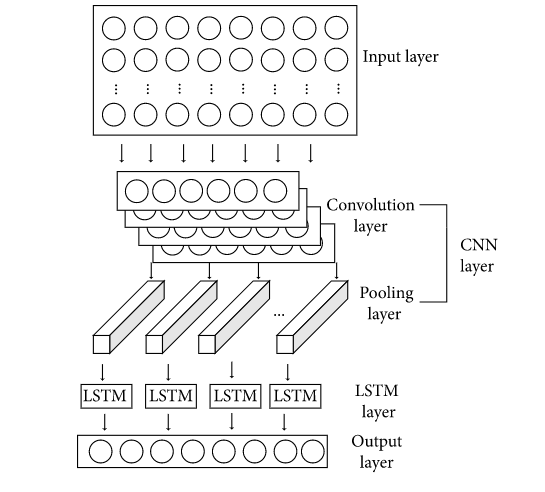 Input layer
Convolution
layer
CNN
layer
Pooling
layer
...
LSTM
LSTM
LSTM
LSTM
LSTM
layer
Output
layer